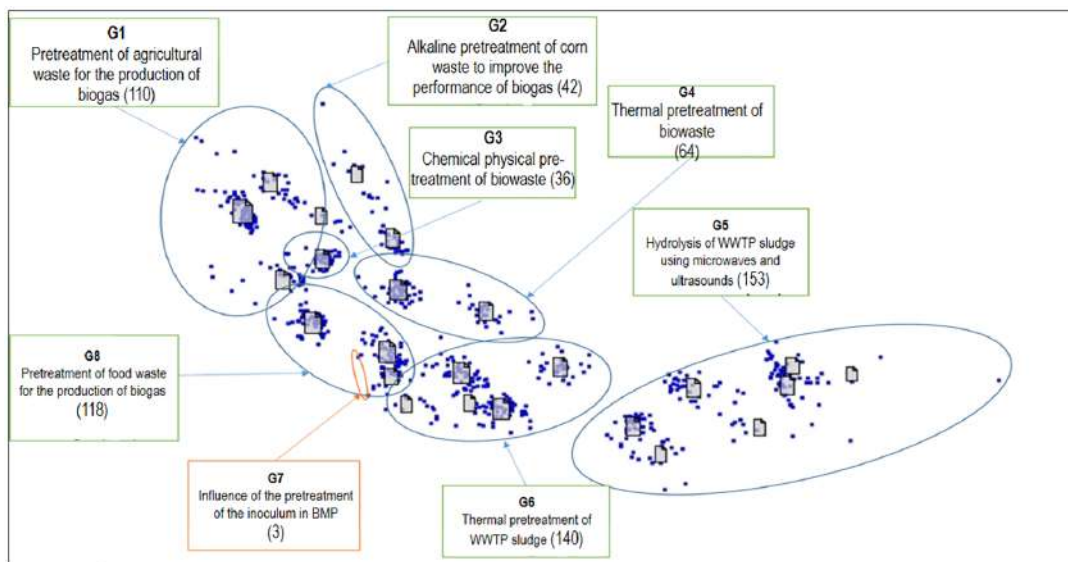 G1
Pretreatment of agricultural
waste for the production of
biogas (110)
G2
Alkaline pretreatment of corn
waste to improve the
performance of biogas (42)
G3
Chemical physical pre-
treatment of biowaste (36)
G4
Thermal pretreatment of
biowaste
(64)
G5
Hydrolysis of WWTP sludge
using microwaves and
ultrasounds (153)
G8
Pretreatment of food waste
for the production of biogas
(118)
G7
Influence of the pretreatment
of the inoculum in BMP
(3)
G6
Thermal pretreatment of
WWTP sludge (140)